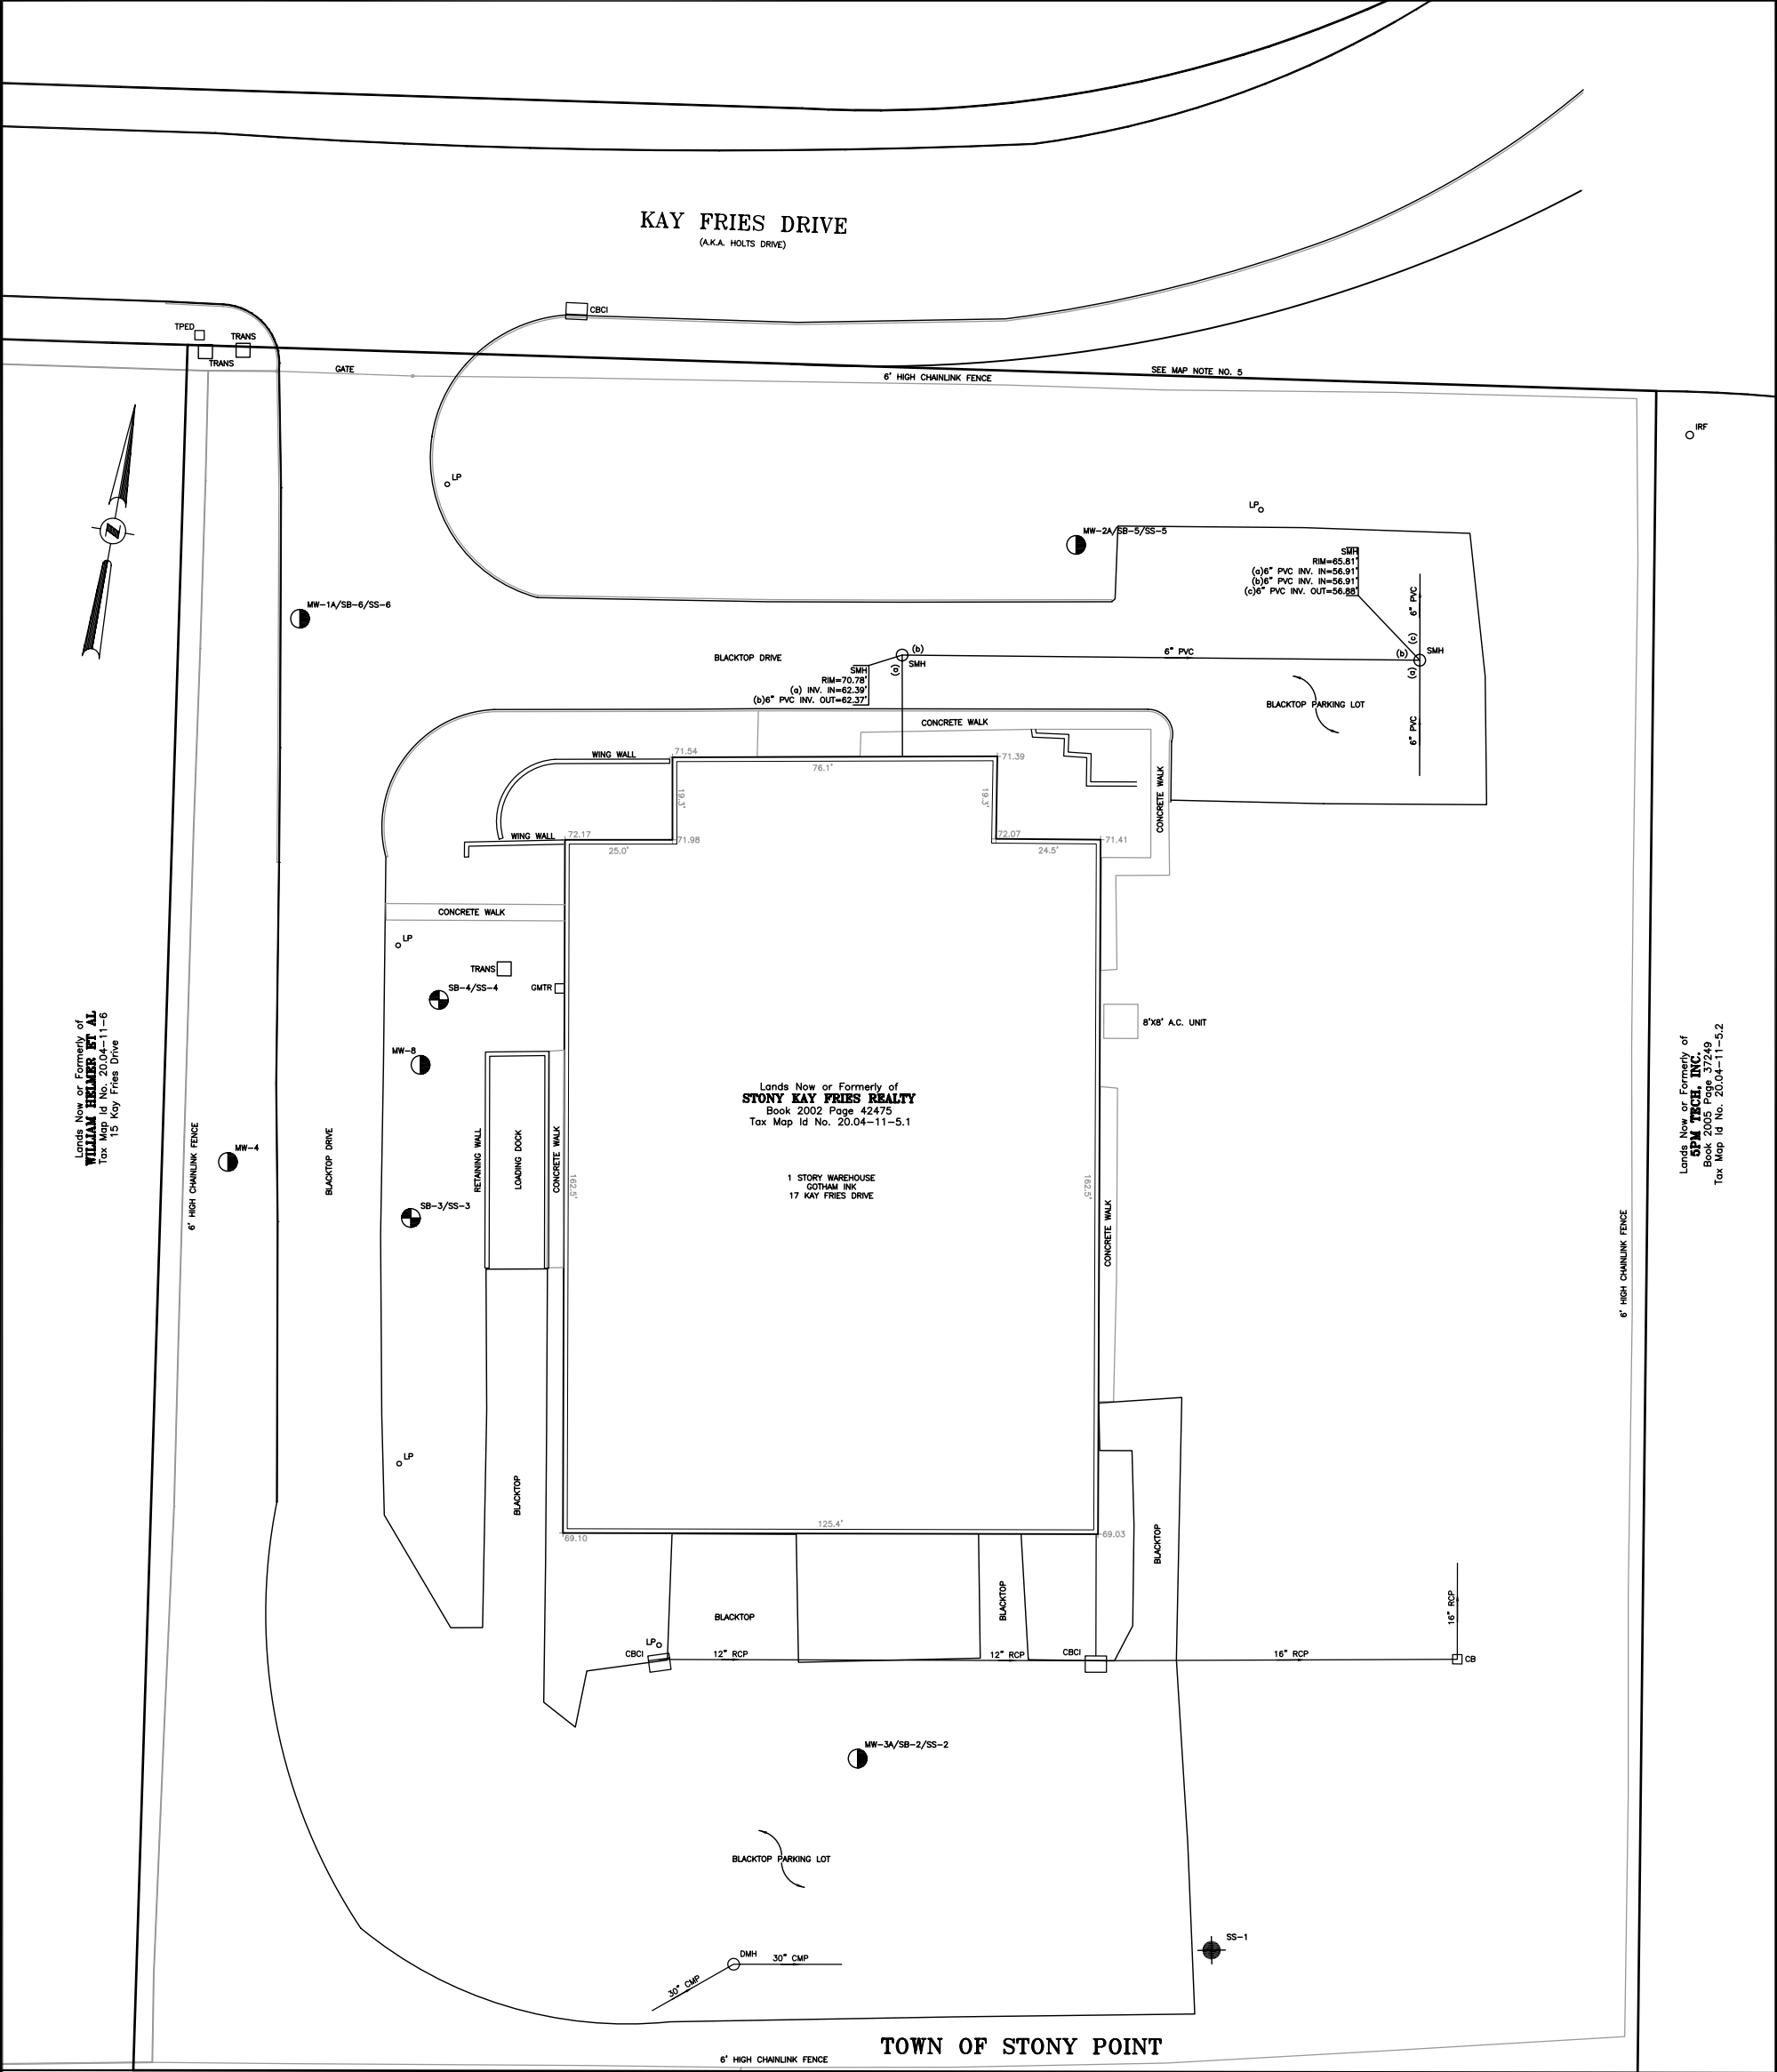 KAY FRIES DRIVE
(A.K.A. HOLTS DRIVE)
CBCI
TPED
TRANS
TRANS
GATE
6' HIGH CHAINLINK FENCE
SEE MAP NOTE NO. 5
IRF
LP
LP
MW-2A/SB-5/SS-5
SMH
RIM=65.81'
(a)6" PVC INV. IN=56.91'
(b)6" PVC INV. IN=56.91'
(c)6" PVC INV. OUT=56.88'
6" PVC
(c)
MW-1A/SB-6/SS-6
BLACKTOP DRIVE
(b)
SMH
(a)
6" PVC
(b)
SMH
(a)
SMH
RIM=70.78'
(a) INV. IN=62.39'
(b)6" PVC INV. OUT=62.37'
BLACKTOP PARKING LOT
6" PVC
CONCRETE WALK
WING WALL
71.54
71.39
76.1'
19.3'
19.3'
CONCRETE WALK
WING WALL
72.17
71.98
72.07
71.41
25.0'
24.5'
CONCRETE WALK
LP
TRANS
SB-4/SS-4
GMTR
8'X8' A.C. UNIT
MW-8
Lands Now or Formerly of
WILLIAM HELMER ET AL
Tax Map Id No. 20.04-11-6
15 Kay Fries Drive
Lands Now or Formerly of
STONY KAY FRIES REALTY
Book 2002 Page 42475
Tax Map Id No. 20.04-11-5.1
Lands Now or Formerly of
5PM TECH, INC.
Book 2005 Page 37249
Tax Map Id No. 20.04-11-5.2
6' HIGH CHAINLINK FENCE
MW-4
BLACKTOP DRIVE
RETAINING WALL
LOADING DOCK
CONCRETE WALK
162.5'
1 STORY WAREHOUSE
GOTHAM INK
17 KAY FRIES DRIVE
162.5'
CONCRETE WALK
SB-3/SS-3
6' HIGH CHAINLINK FENCE
LP
BLACKTOP
125.4'
69.10
69.03
BLACKTOP
BLACKTOP
BLACKTOP
16" RCP
LP
CBCI
12" RCP
12" RCP
CBCI
16" RCP
CB
MW-3A/SB-2/SS-2
BLACKTOP PARKING LOT
SS-1
DMH
30" CMP
30" CMP
TOWN OF STONY POINT
6' HIGH CHAINLINK FENCE